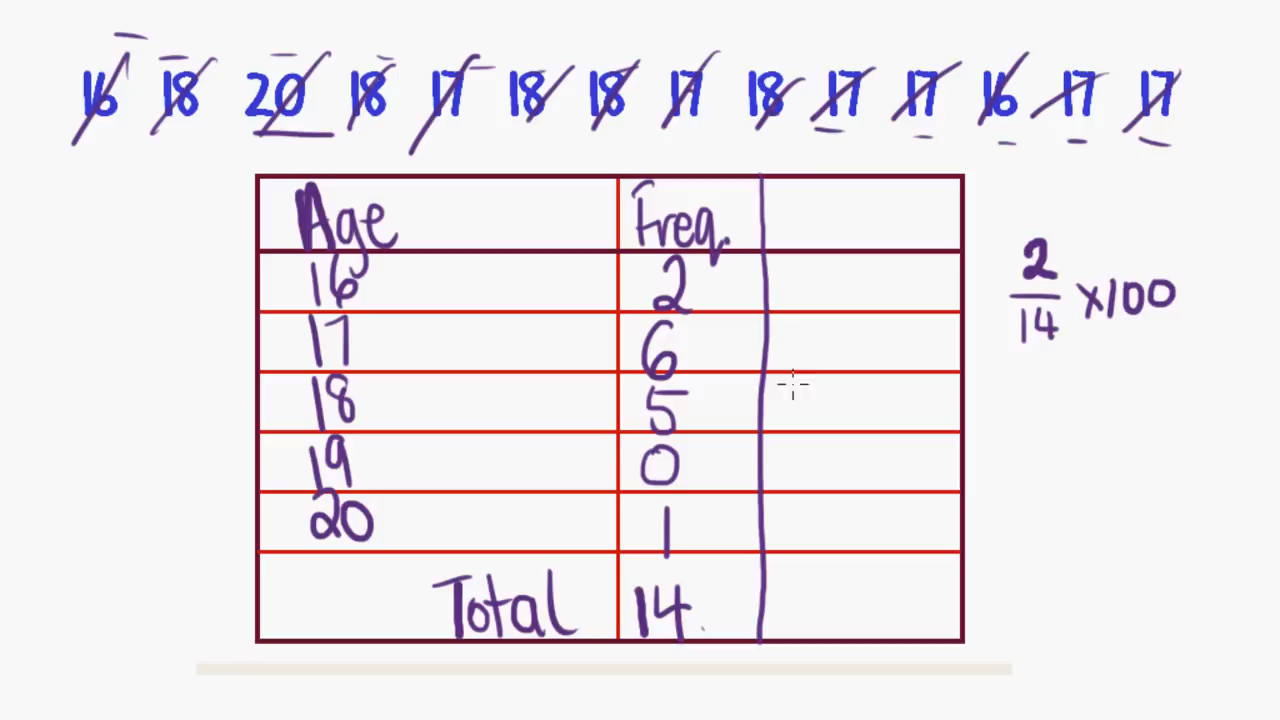 16 18 20 18 17 18 18 17 18 17 17 16 17 17
Age Freq.
16 2
17 6
18 5
19 0
20 1
Total 14
2
14 ×100